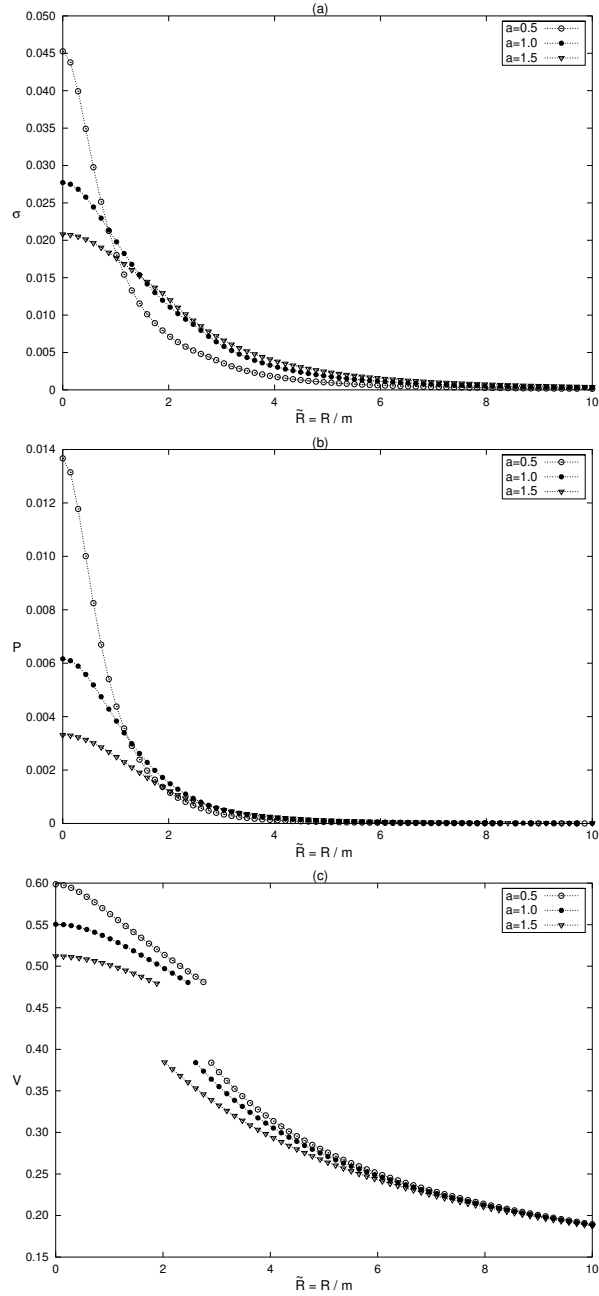 (a)
0.050
0.045
0.040
0.035
0.030
0.025
0.020
0.015
0.010
0.005
0
σ
a=0.5
a=1.0
a=1.5
0 2 4 6 8 10
R̃ = R / m
(b)
0.014
0.012
0.010
0.008
0.006
0.004
0.002
0
P
a=0.5
a=1.0
a=1.5
0 2 4 6 8 10
R̃ = R / m
(c)
0.60
0.55
0.50
0.45
0.40
0.35
0.30
0.25
0.20
0.15
V
a=0.5
a=1.0
a=1.5
0 2 4 6 8 10
R̃ = R / m